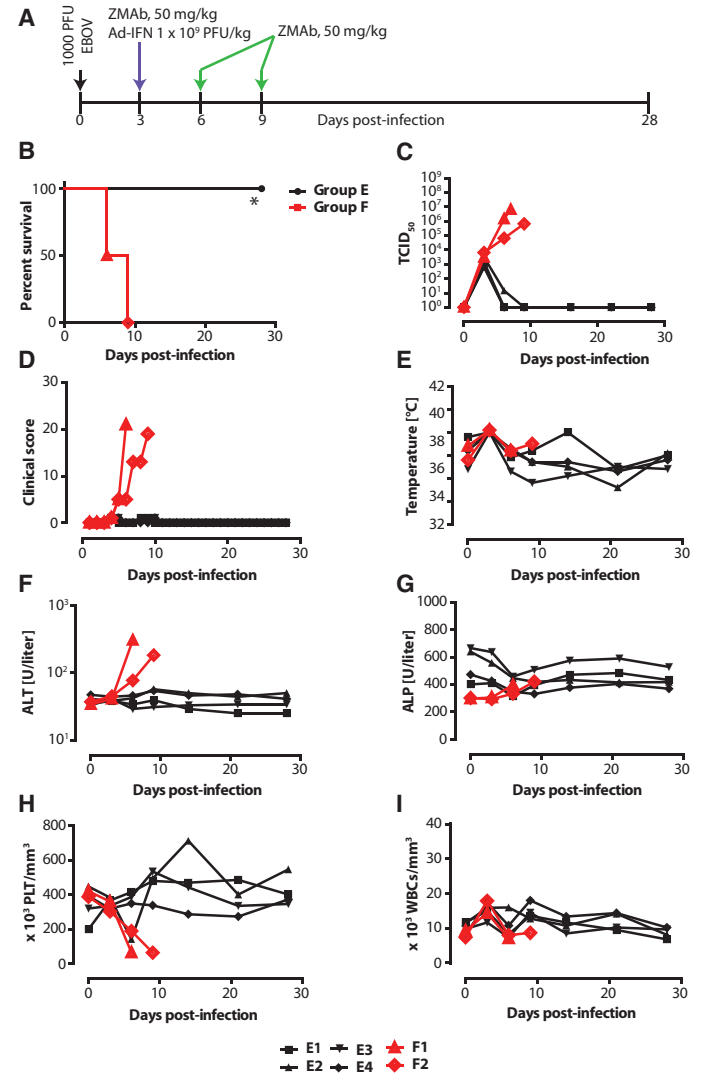 A
1000 PFU
EBOV
ZMAb, 50 mg/kg
Ad-IFN 1 x 10⁹ PFU/kg
ZMAb, 50 mg/kg
0
3
6
9
Days post-infection
28
B
Percent survival
100
50
0
0
10
20
30
Days post-infection
*
Group E
Group F
C
TCID₅₀
10⁹
10⁸
10⁷
10⁶
10⁵
10⁴
10³
10²
10¹
10⁰
0
10
20
30
Days post-infection
D
Clinical score
30
20
10
0
0
10
20
30
Days post-infection
E
Temperature [°C]
42
40
38
36
34
32
0
10
20
30
Days post-infection
F
ALT [U/liter]
10³
10²
10¹
0
10
20
30
Days post-infection
G
ALP [U/liter]
1000
800
600
400
200
0
0
10
20
30
Days post-infection
H
x 10³ PLT/mm³
800
600
400
200
0
0
10
20
30
Days post-infection
I
x 10³ WBCs/mm³
40
30
20
10
0
0
10
20
30
Days post-infection
E1 E3 F1
E2 E4 F2